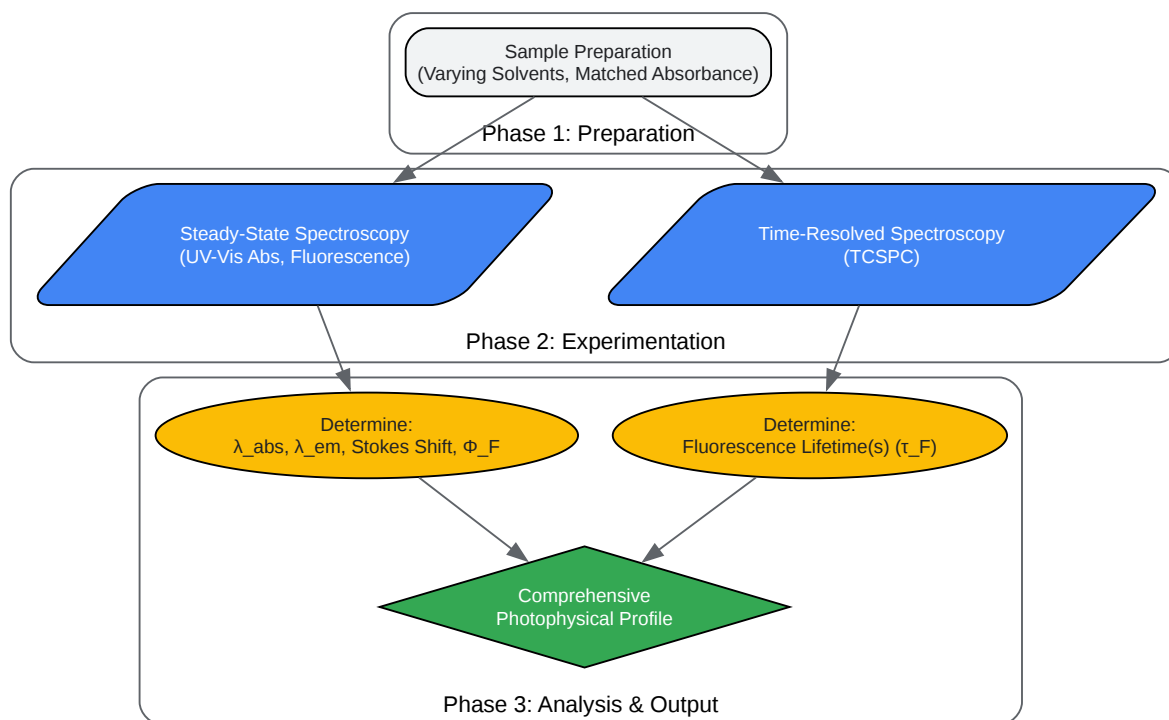 Sample Preparation
(Varying Solvents, Matched Absorbance)
Phase 1: Preparation
Steady-State Spectroscopy
(UV-Vis Abs, Fluorescence)
Time-Resolved Spectroscopy
(TCSPC)
Phase 2: Experimentation
Determine:
λ_abs, λ_em, Stokes Shift, Φ_F
Determine:
Fluorescence Lifetime(s) (τ_F)
Comprehensive
Photophysical Profile
Phase 3: Analysis & Output